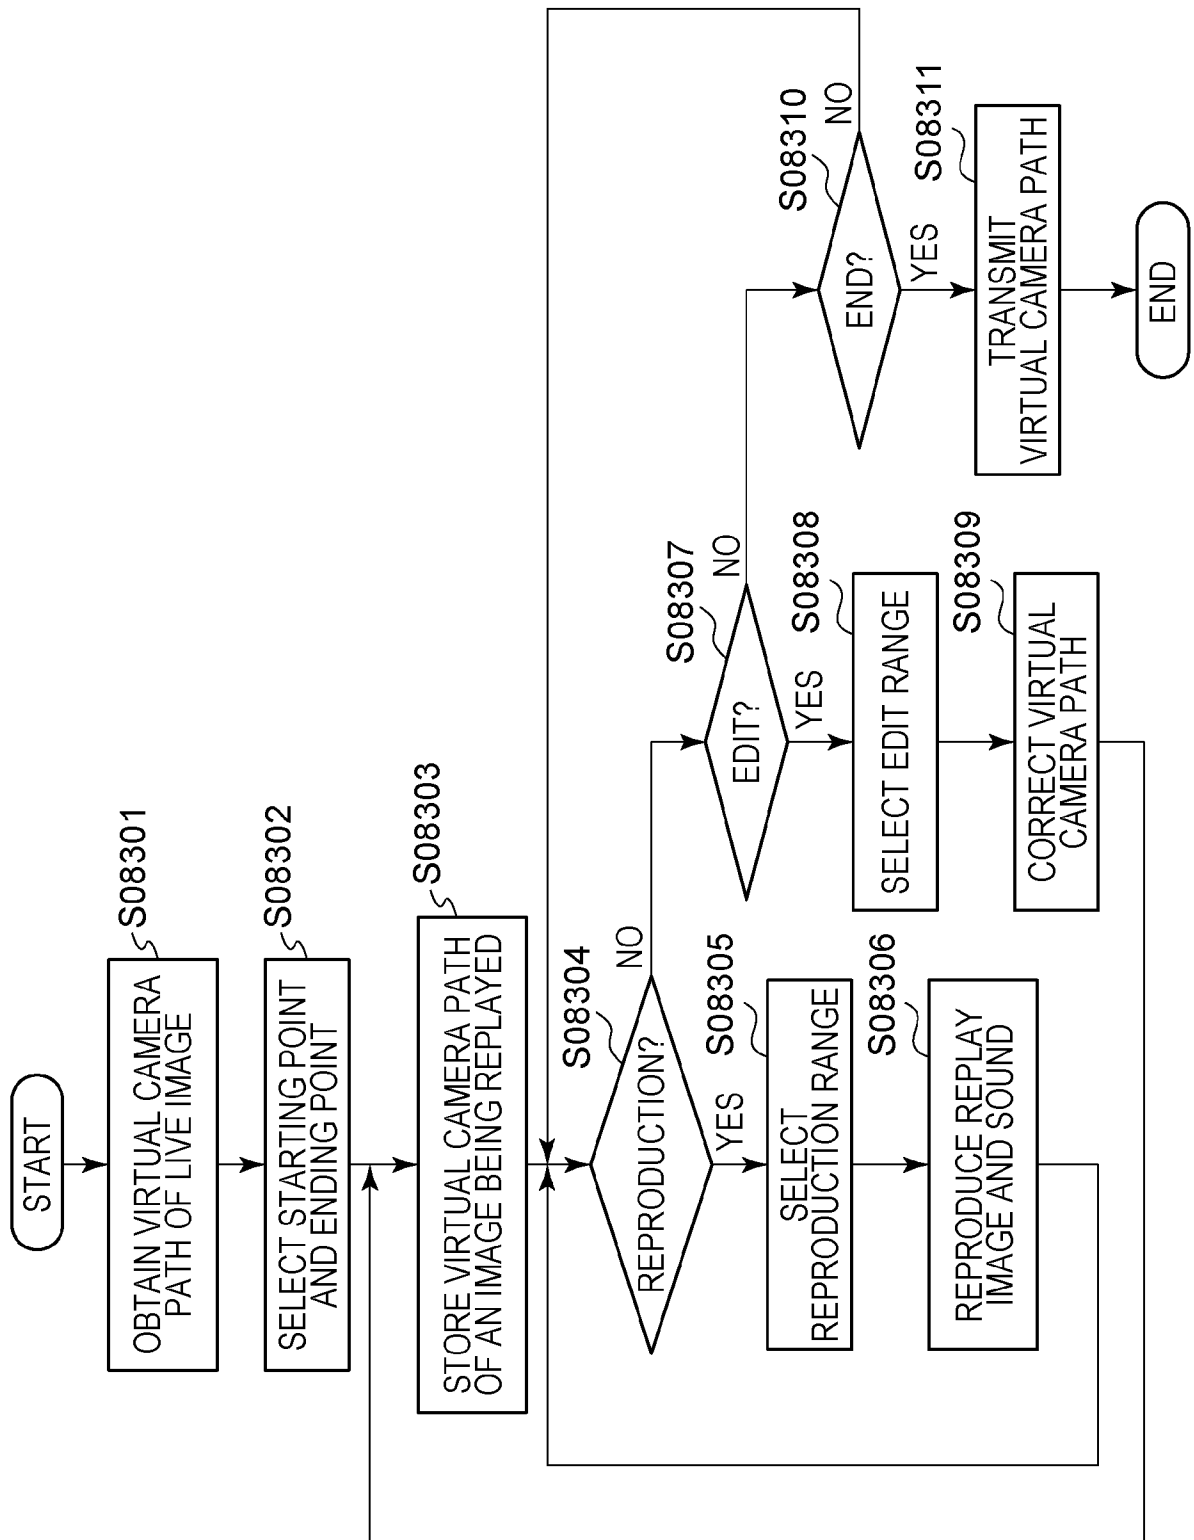 START
S08301
OBTAIN VIRTUAL CAMERA
PATH OF LIVE IMAGE
S08302
SELECT STARTING POINT
AND ENDING POINT
S08303
STORE VIRTUAL CAMERA PATH
OF AN IMAGE BEING REPLAYED
S08304
REPRODUCTION?
NO
YES
S08305
SELECT
REPRODUCTION RANGE
S08306
REPRODUCE REPLAY
IMAGE AND SOUND
S08307
EDIT?
NO
YES
S08308
SELECT EDIT RANGE
S08309
CORRECT VIRTUAL
CAMERA PATH
S08310
END?
NO
YES
S08311
TRANSMIT
VIRTUAL CAMERA PATH
END